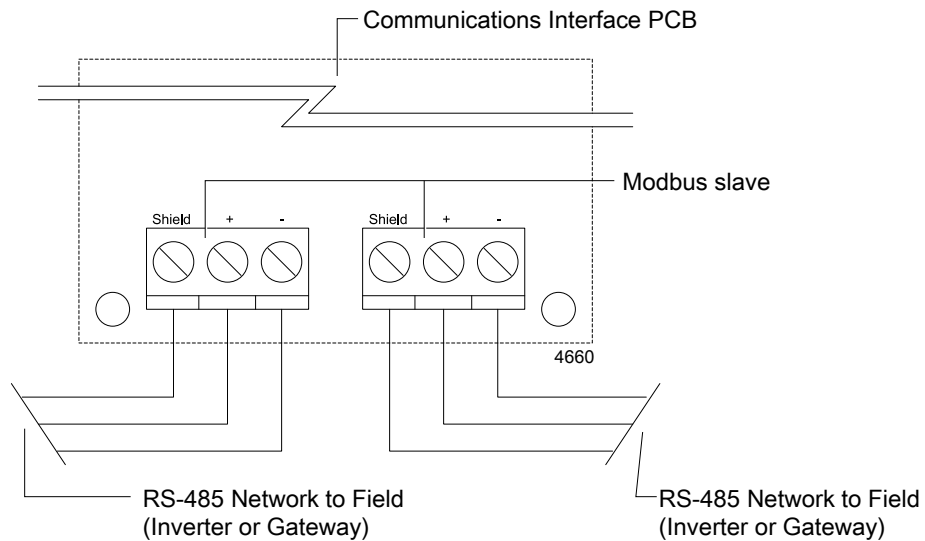 Communications Interface PCB
Modbus slave
Shield + -
Shield + -
4660
RS-485 Network to Field
(Inverter or Gateway)
RS-485 Network to Field
(Inverter or Gateway)